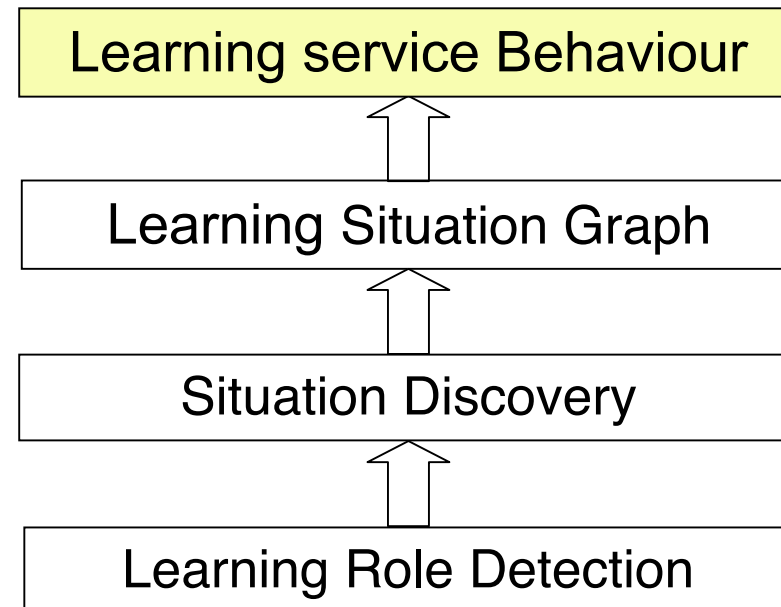 Learning service Behaviour
Learning Situation Graph
Situation Discovery
Learning Role Detection